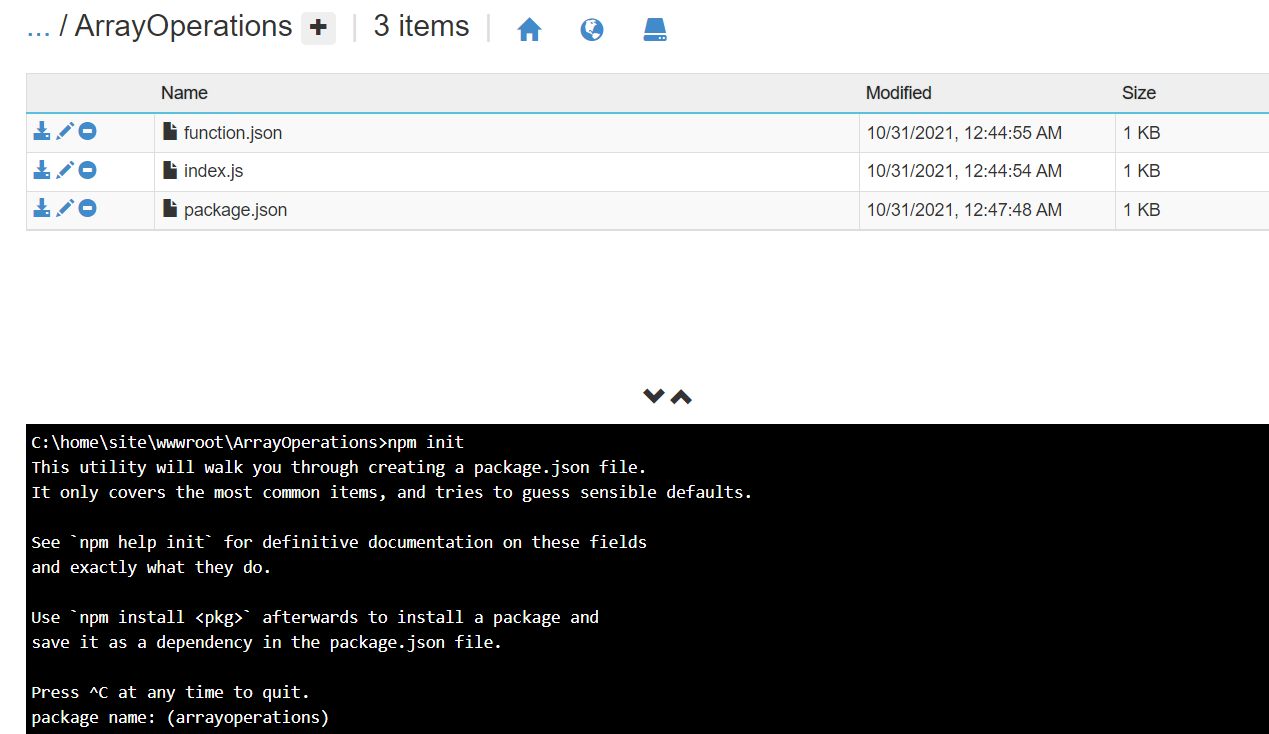 ... / ArrayOperations + | 3 items |
Name Modified Size
function.json 10/31/2021, 12:44:55 AM 1 KB
index.js 10/31/2021, 12:44:54 AM 1 KB
package.json 10/31/2021, 12:47:48 AM 1 KB
C:\home\site\wwwroot\ArrayOperations>npm init
This utility will walk you through creating a package.json file.
It only covers the most common items, and tries to guess sensible defaults.
See `npm help init` for definitive documentation on these fields
and exactly what they do.
Use `npm install <pkg>` afterwards to install a package and
save it as a dependency in the package.json file.
Press ^C at any time to quit.
package name: (arrayoperations)